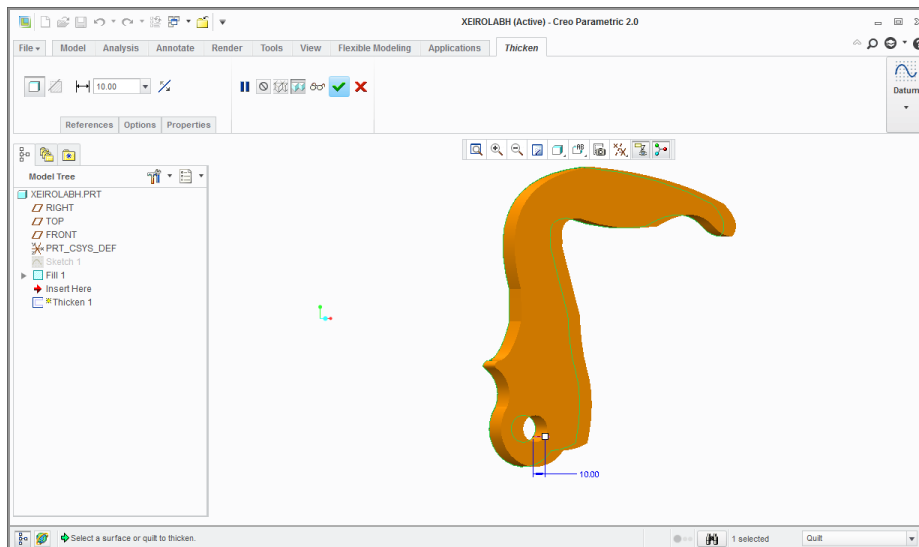 XEIROLABH (Active) - Creo Parametric 2.0
File Model Analysis Annotate Render Tools View Flexible Modeling Applications Thicken
10.00
Datum
References Options Properties
Model Tree
XEIROLABH.PRT
RIGHT
TOP
FRONT
PRT_CSYS_DEF
Sketch 1
Fill 1
Insert Here
Thicken 1
10.00
Select a surface or quilt to thicken.
1 selected
Quilt